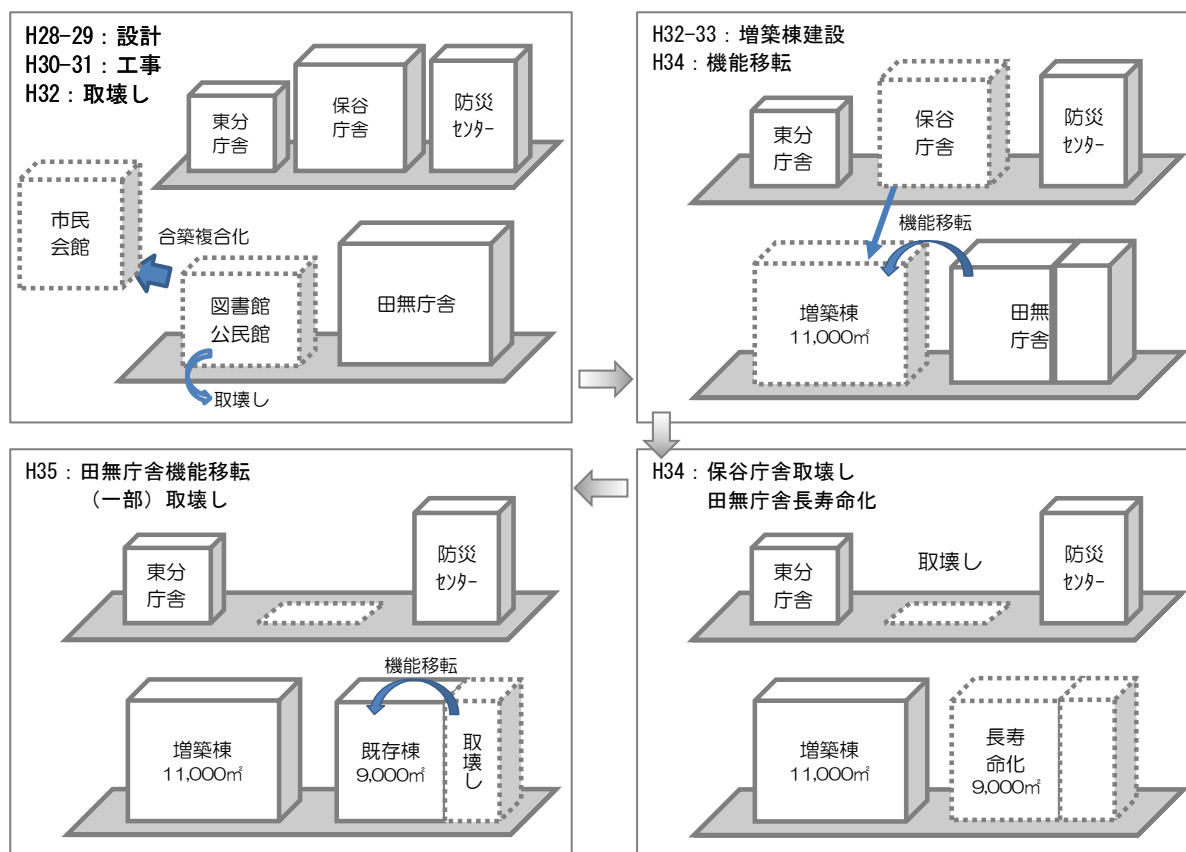 H28-29：設計
H30-31：工事
H32：取壊し
東分
庁舎
保谷
庁舎
防災
ｾﾝﾀｰ
市民
会館
合築複合化
図書館
公民館
田無庁舎
取壊し
H32-33：増築棟建設
H34：機能移転
東分
庁舎
保谷
庁舎
防災
ｾﾝﾀｰ
機能移転
増築棟
11,000㎡
田無
庁舎
H35：田無庁舎機能移転
（一部）取壊し
東分
庁舎
防災
ｾﾝﾀｰ
機能移転
増築棟
11,000㎡
既存棟
9,000㎡
取壊し
H34：保谷庁舎取壊し
田無庁舎長寿命化
東分
庁舎
取壊し
防災
ｾﾝﾀｰ
増築棟
11,000㎡
長寿
命化
9,000㎡